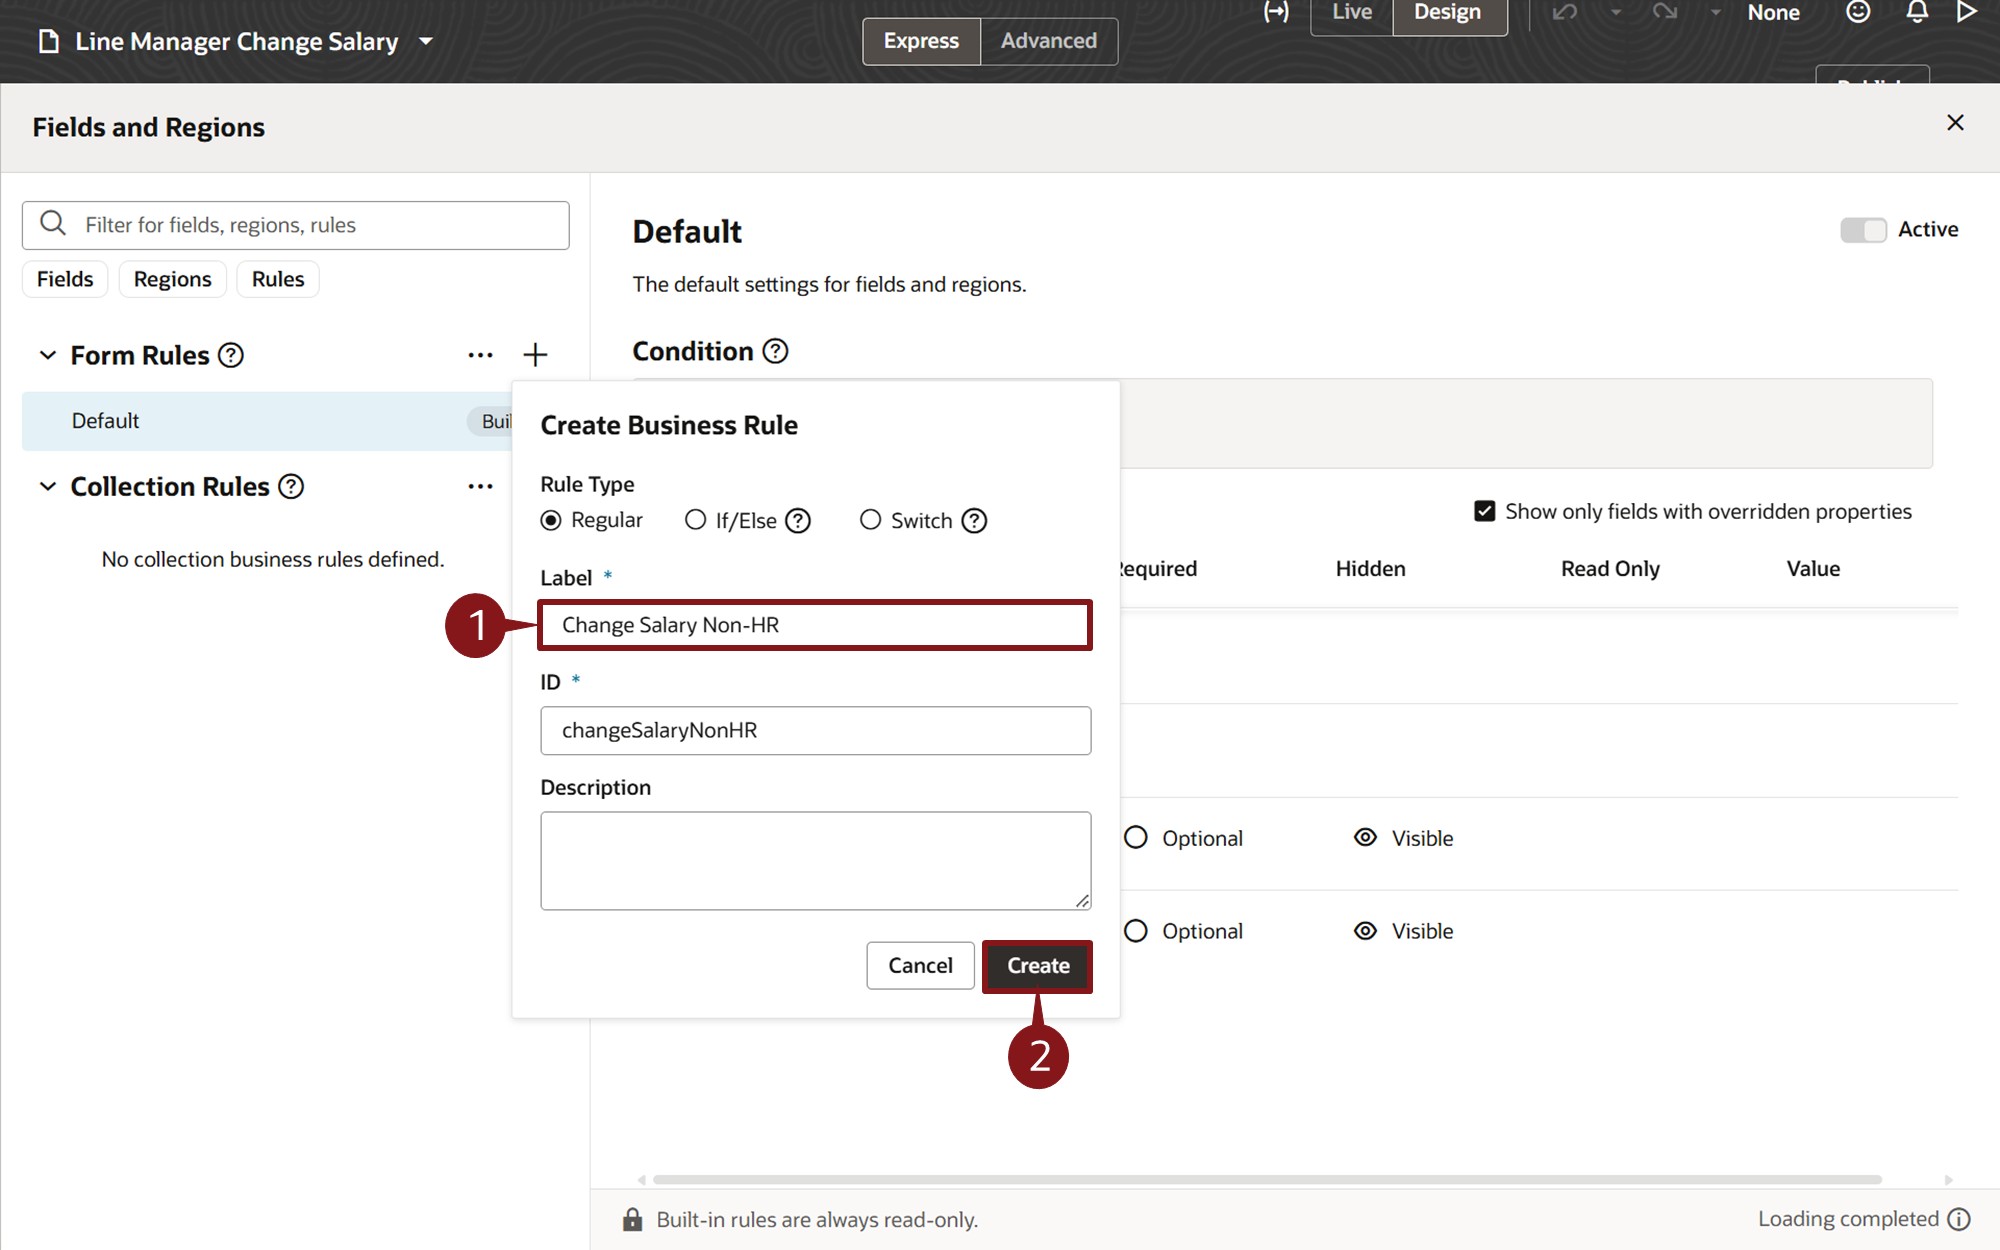 Line Manager Change Salary
Express
Advanced
Live
Design
None
Fields and Regions
Filter for fields, regions, rules
Fields
Regions
Rules
Form Rules
Default
Collection Rules
No collection business rules defined.
Default
Active
The default settings for fields and regions.
Condition
Create Business Rule
Rule Type
Regular
If/Else
Switch
Label *
1
Change Salary Non-HR
ID *
changeSalaryNonHR
Description
Cancel
Create
2
Show only fields with overridden properties
Required Hidden Read Only Value
Optional Visible
Optional Visible
Built-in rules are always read-only.
Loading completed